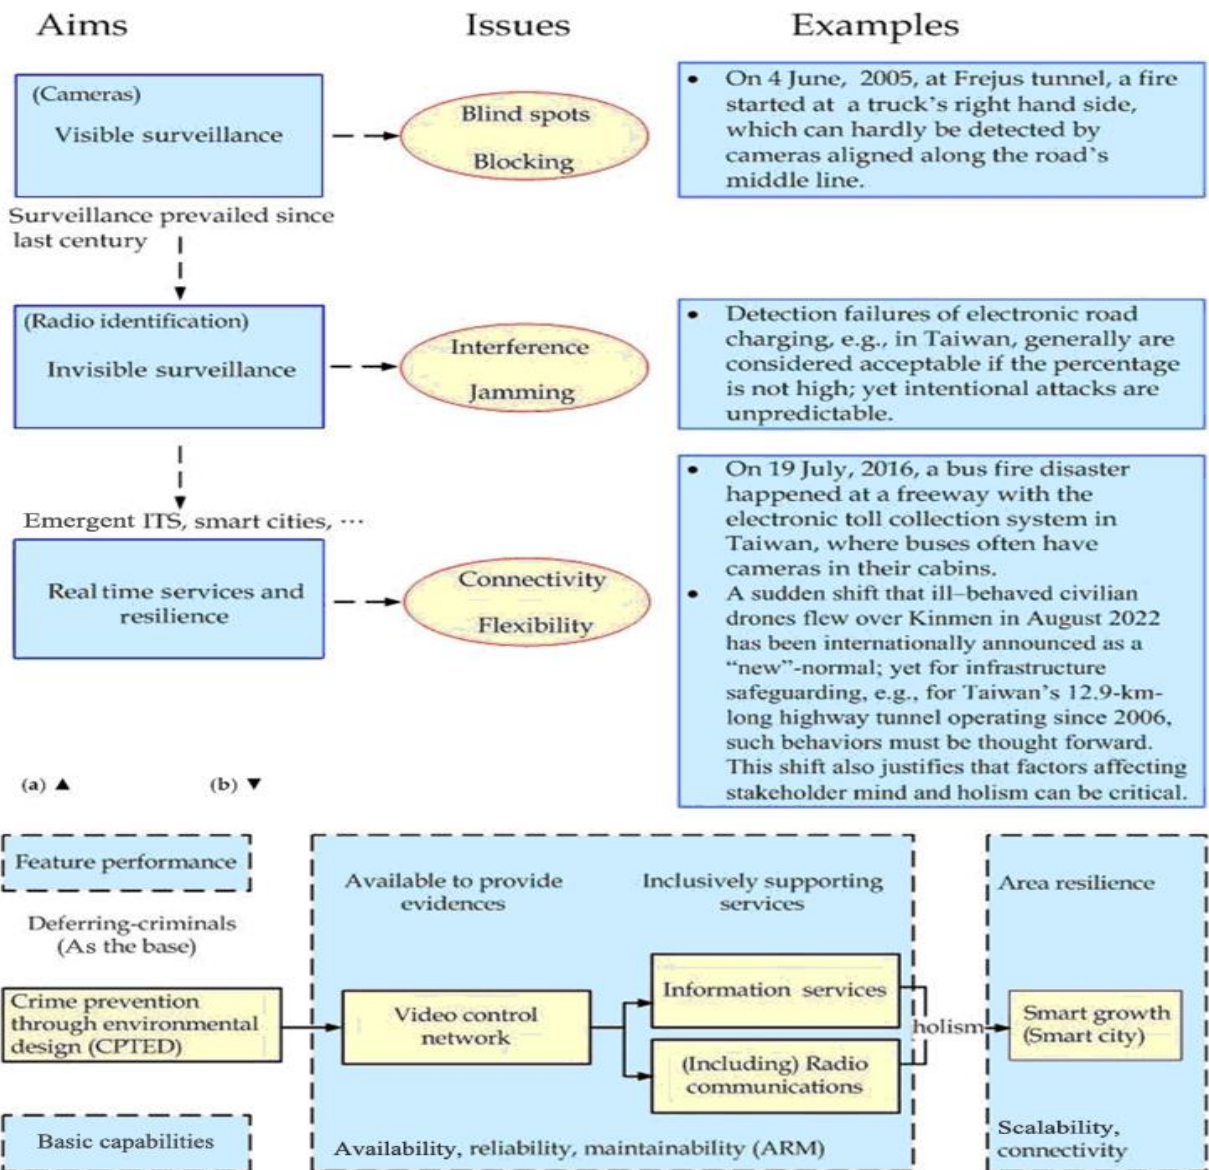 Aims
Issues
Examples
(Cameras)
Visible surveillance
Blind spots
Blocking
• On 4 June, 2005, at Frejus tunnel, a fire
started at a truck's right hand side,
which can hardly be detected by
cameras aligned along the road's
middle line.
Surveillance prevailed since
last century
(Radio identification)
Invisible surveillance
Interference
Jamming
• Detection failures of electronic road
charging, e.g., in Taiwan, generally are
considered acceptable if the percentage
is not high; yet intentional attacks are
unpredictable.
Emergent ITS, smart cities, ⋯
Real time services and
resilience
Connectivity
Flexibility
• On 19 July, 2016, a bus fire disaster
happened at a freeway with the
electronic toll collection system in
Taiwan, where buses often have
cameras in their cabins.
• A sudden shift that ill–behaved civilian
drones flew over Kinmen in August 2022
has been internationally announced as a
“new”-normal; yet for infrastructure
safeguarding, e.g., for Taiwan's 12.9-km-
long highway tunnel operating since 2006,
such behaviors must be thought forward.
This shift also justifies that factors affecting
stakeholder mind and holism can be critical.
(a) ▲
(b) ▼
Feature performance
Available to provide
evidences
Inclusively supporting
services
Area resilience
Deferring-criminals
(As the base)
Crime prevention
through environmental
design (CPTED)
Video control
network
Information services
(Including) Radio
communications
holism
Smart growth
(Smart city)
Basic capabilities
Availability, reliability, maintainability (ARM)
Scalability,
connectivity